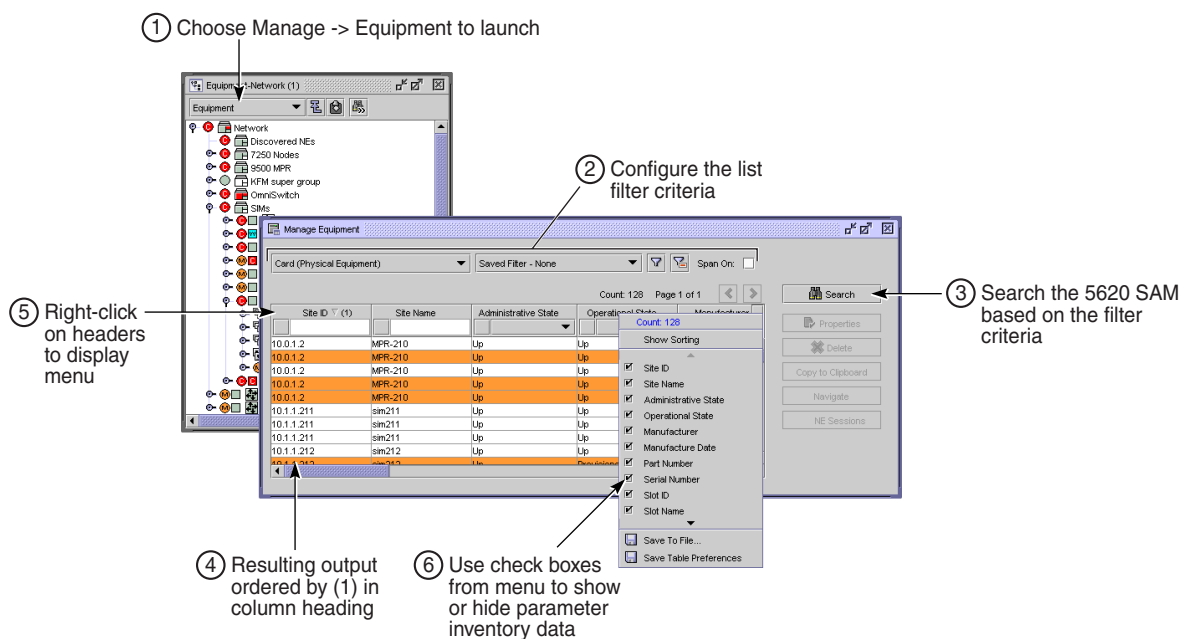 1 Choose Manage -> Equipment to launch
Equipment-Network (1)
Equipment
Network
Discovered NEs
7250 Nodes
9500 MPR
KFM super group
OmniSwitch
SIMs
2 Configure the list
filter criteria
Manage Equipment
Card (Physical Equipment)
Saved Filter - None
Span On:
Count: 128 Page 1 of 1
Search
Properties
Delete
Copy to Clipboard
Navigate
NE Sessions
3 Search the 5620 SAM
based on the filter
criteria
5 Right-click
on headers
to display
menu
Site ID (1) Site Name Administrative State Operational State Manufacturer
10.0.1.2 MPR-210 Up Up
10.0.1.2 MPR-210 Up Up
10.0.1.2 MPR-210 Up Up
10.0.1.2 MPR-210 Up Up
10.0.1.2 MPR-210 Up Up
10.1.1.211 sim211 Up Up
10.1.1.211 sim211 Up Up
10.1.1.211 sim211 Up Up
10.1.1.212 sim212 Up Up
10.1.1.212 sim212 Up
Count: 128
Show Sorting
Site ID
Site Name
Administrative State
Operational State
Manufacturer
Manufacture Date
Part Number
Serial Number
Slot ID
Slot Name
Save To File...
Save Table Preferences
4 Resulting output
ordered by (1) in
column heading
6 Use check boxes
from menu to show
or hide parameter
inventory data